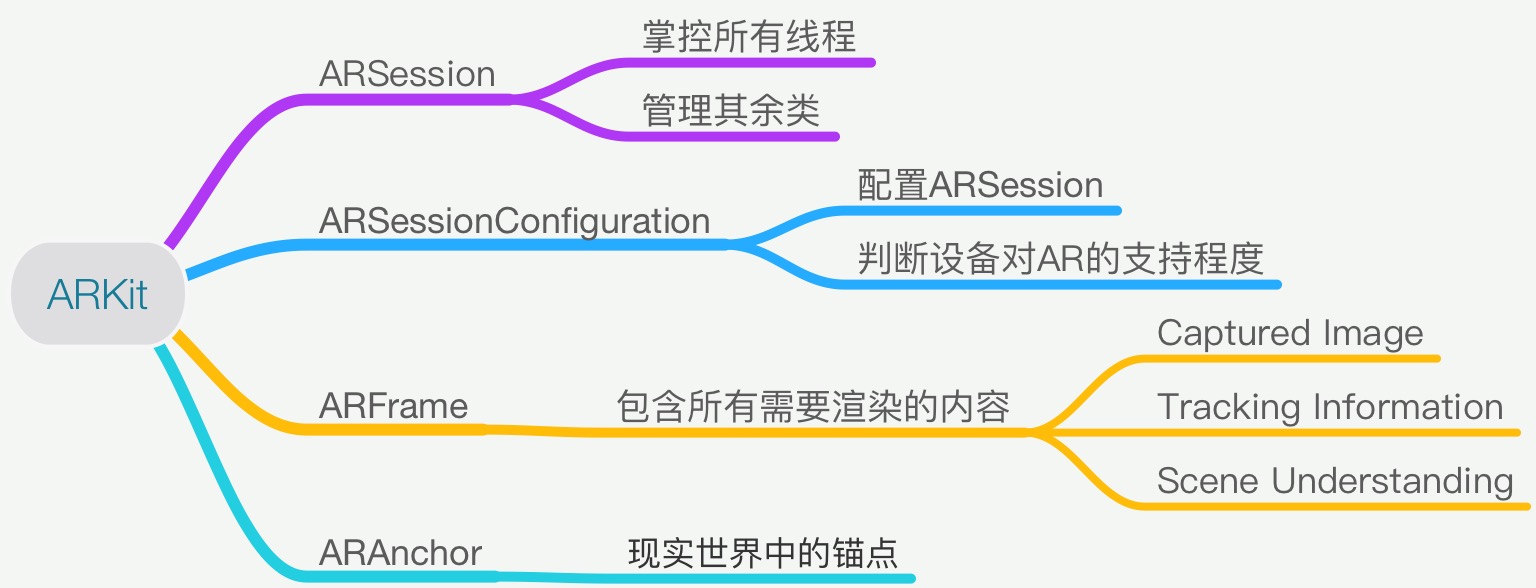 ARKit
ARSession
掌控所有线程
管理其余类
ARSessionConfiguration
配置ARSession
判断设备对AR的支持程度
ARFrame
包含所有需要渲染的内容
Captured Image
Tracking Information
Scene Understanding
ARAnchor
现实世界中的锚点